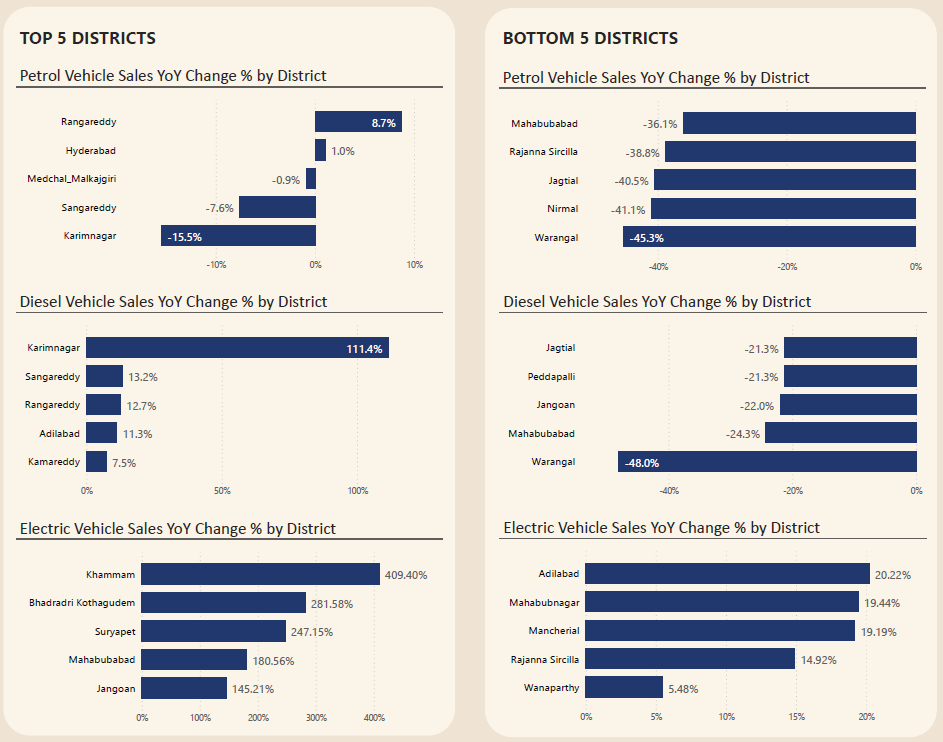 TOP 5 DISTRICTS
Petrol Vehicle Sales YoY Change % by District
Rangareddy 8.7%
Hyderabad 1.0%
Medchal_Malkajgiri -0.9%
Sangareddy -7.6%
Karimnagar -15.5%
-10% 0% 10%
Diesel Vehicle Sales YoY Change % by District
Karimnagar 111.4%
Sangareddy 13.2%
Rangareddy 12.7%
Adilabad 11.3%
Kamareddy 7.5%
0% 50% 100%
Electric Vehicle Sales YoY Change % by District
Khammam 409.40%
Bhadradri Kothagudem 281.58%
Suryapet 247.15%
Mahabubabad 180.56%
Jangoan 145.21%
0% 100% 200% 300% 400%
BOTTOM 5 DISTRICTS
Petrol Vehicle Sales YoY Change % by District
Mahabubabad -36.1%
Rajanna Sircilla -38.8%
Jagtial -40.5%
Nirmal -41.1%
Warangal -45.3%
-40% -20% 0%
Diesel Vehicle Sales YoY Change % by District
Jagtial -21.3%
Peddapalli -21.3%
Jangoan -22.0%
Mahabubabad -24.3%
Warangal -48.0%
-40% -20% 0%
Electric Vehicle Sales YoY Change % by District
Adilabad 20.22%
Mahabubnagar 19.44%
Mancherial 19.19%
Rajanna Sircilla 14.92%
Wanaparthy 5.48%
0% 5% 10% 15% 20%